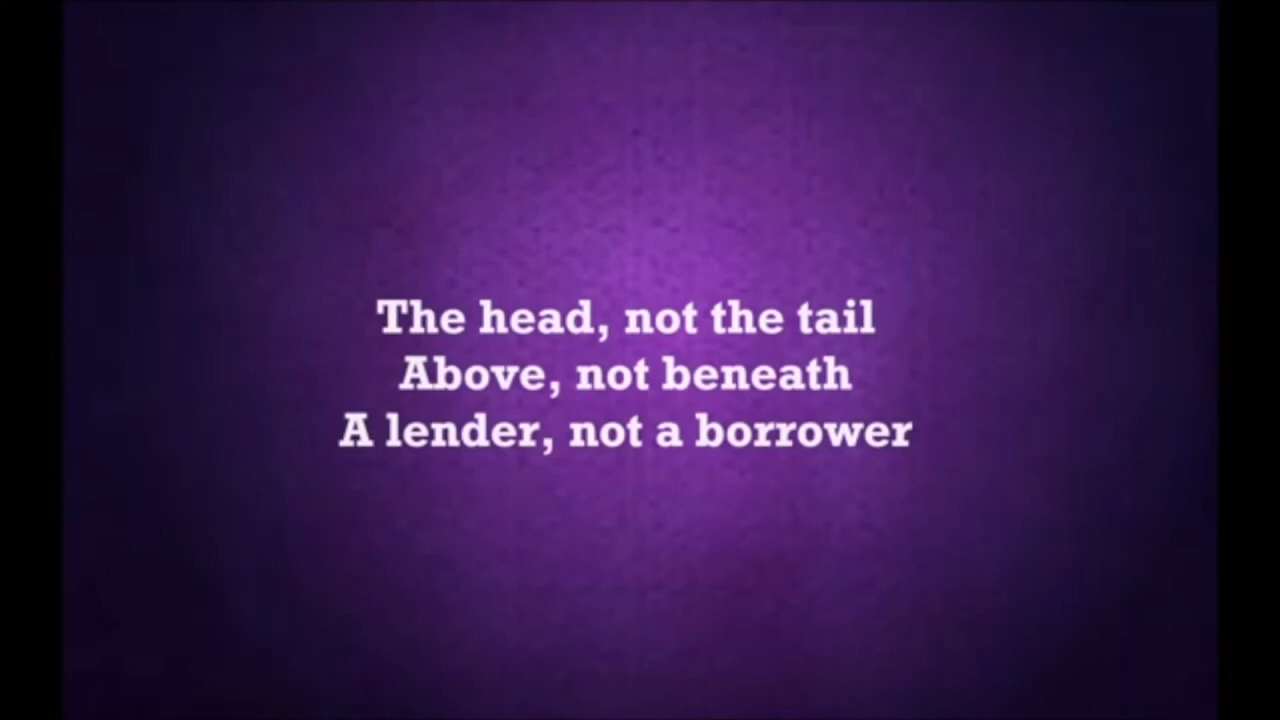 The head, not the tail
Above, not beneath
A lender, not a borrower